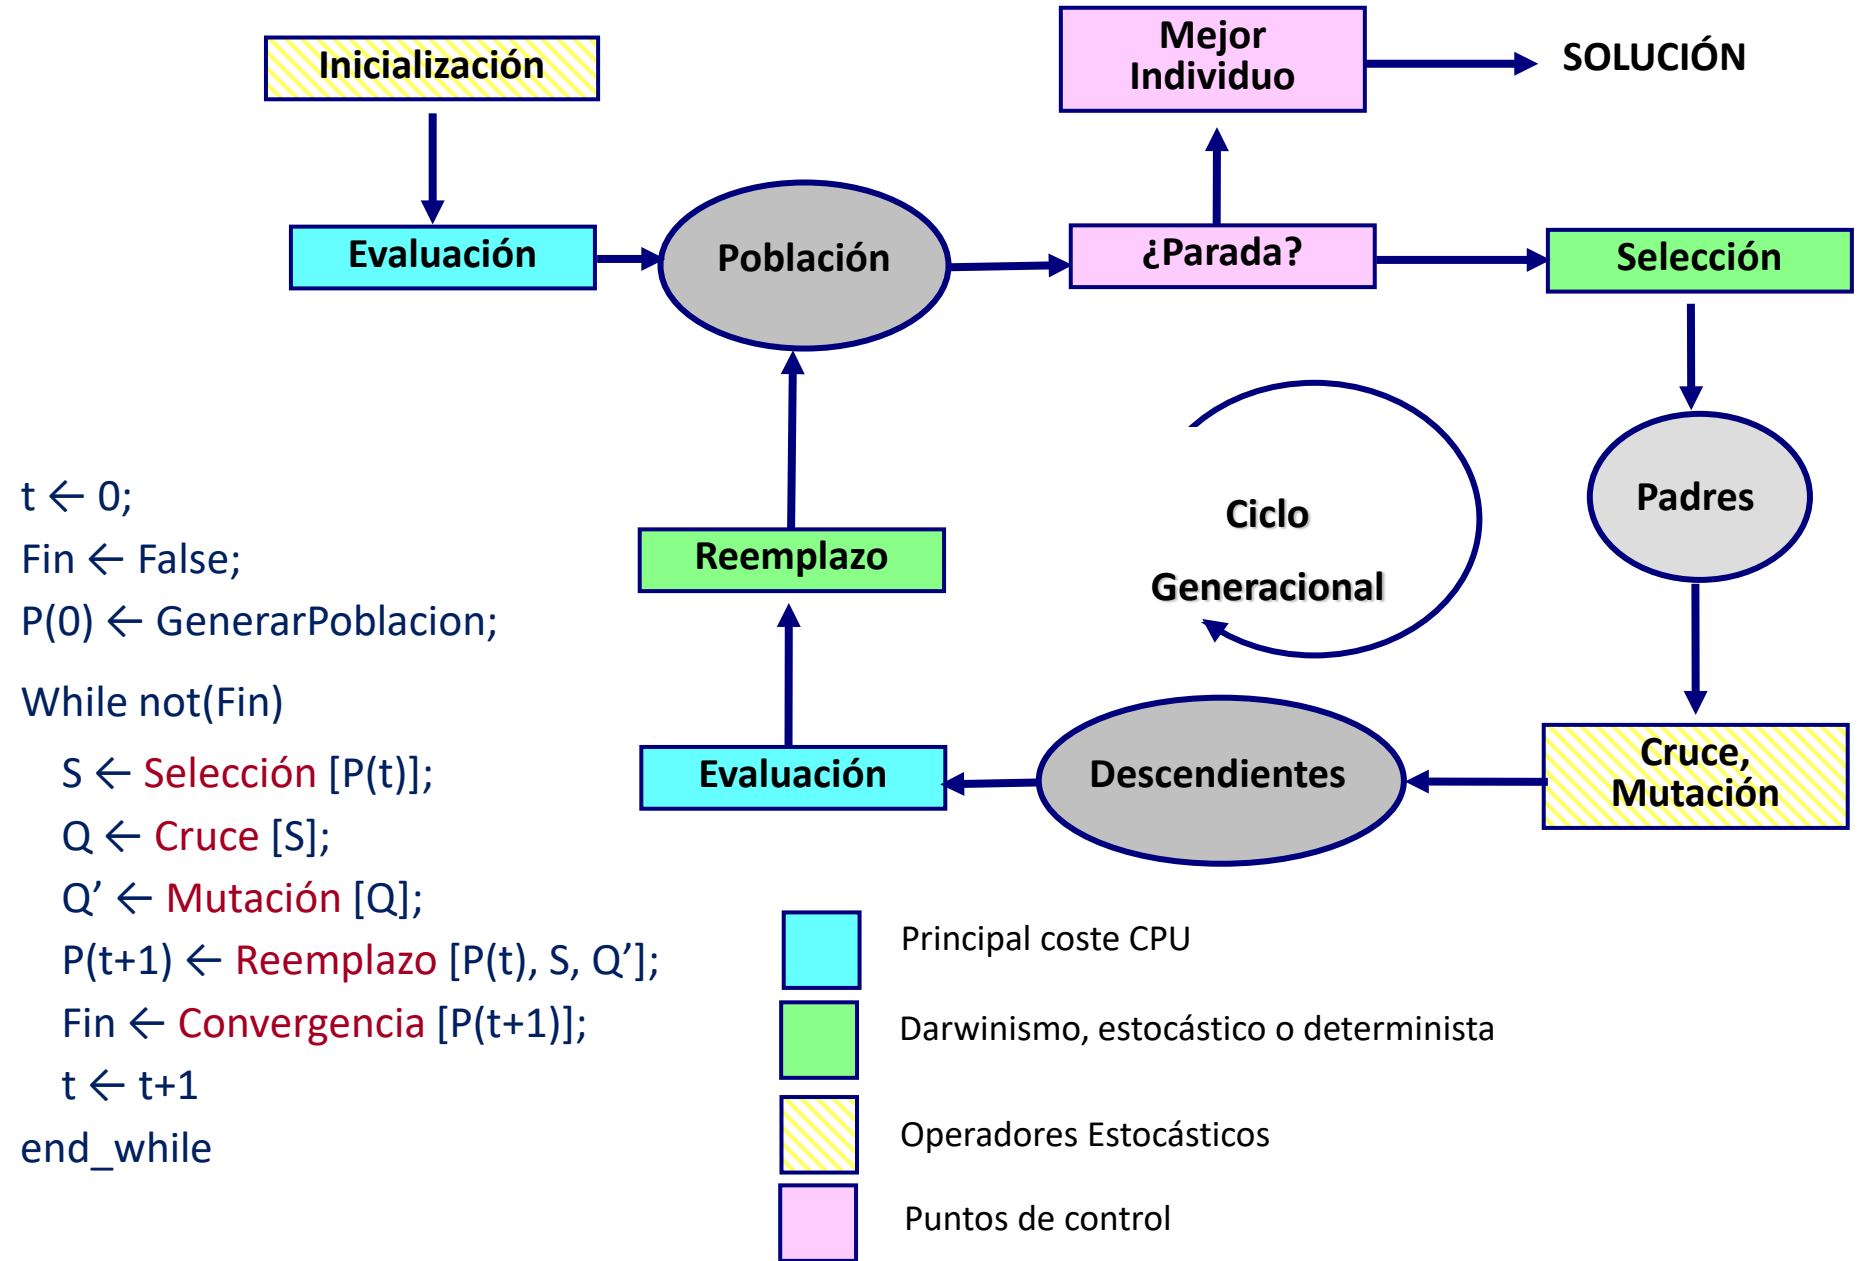 Inicialización
Mejor
Individuo
SOLUCIÓN
Evaluación
Población
¿Parada?
Selección
Padres
Ciclo
Generacional
Reemplazo
Evaluación
Descendientes
Cruce,
Mutación
t ← 0;
Fin ← False;
P(0) ← GenerarPoblacion;
While not(Fin)
S ← Selección [P(t)];
Q ← Cruce [S];
Q’ ← Mutación [Q];
P(t+1) ← Reemplazo [P(t), S, Q’];
Fin ← Convergencia [P(t+1)];
t ← t+1
end_while
Principal coste CPU
Darwinismo, estocástico o determinista
Operadores Estocásticos
Puntos de control